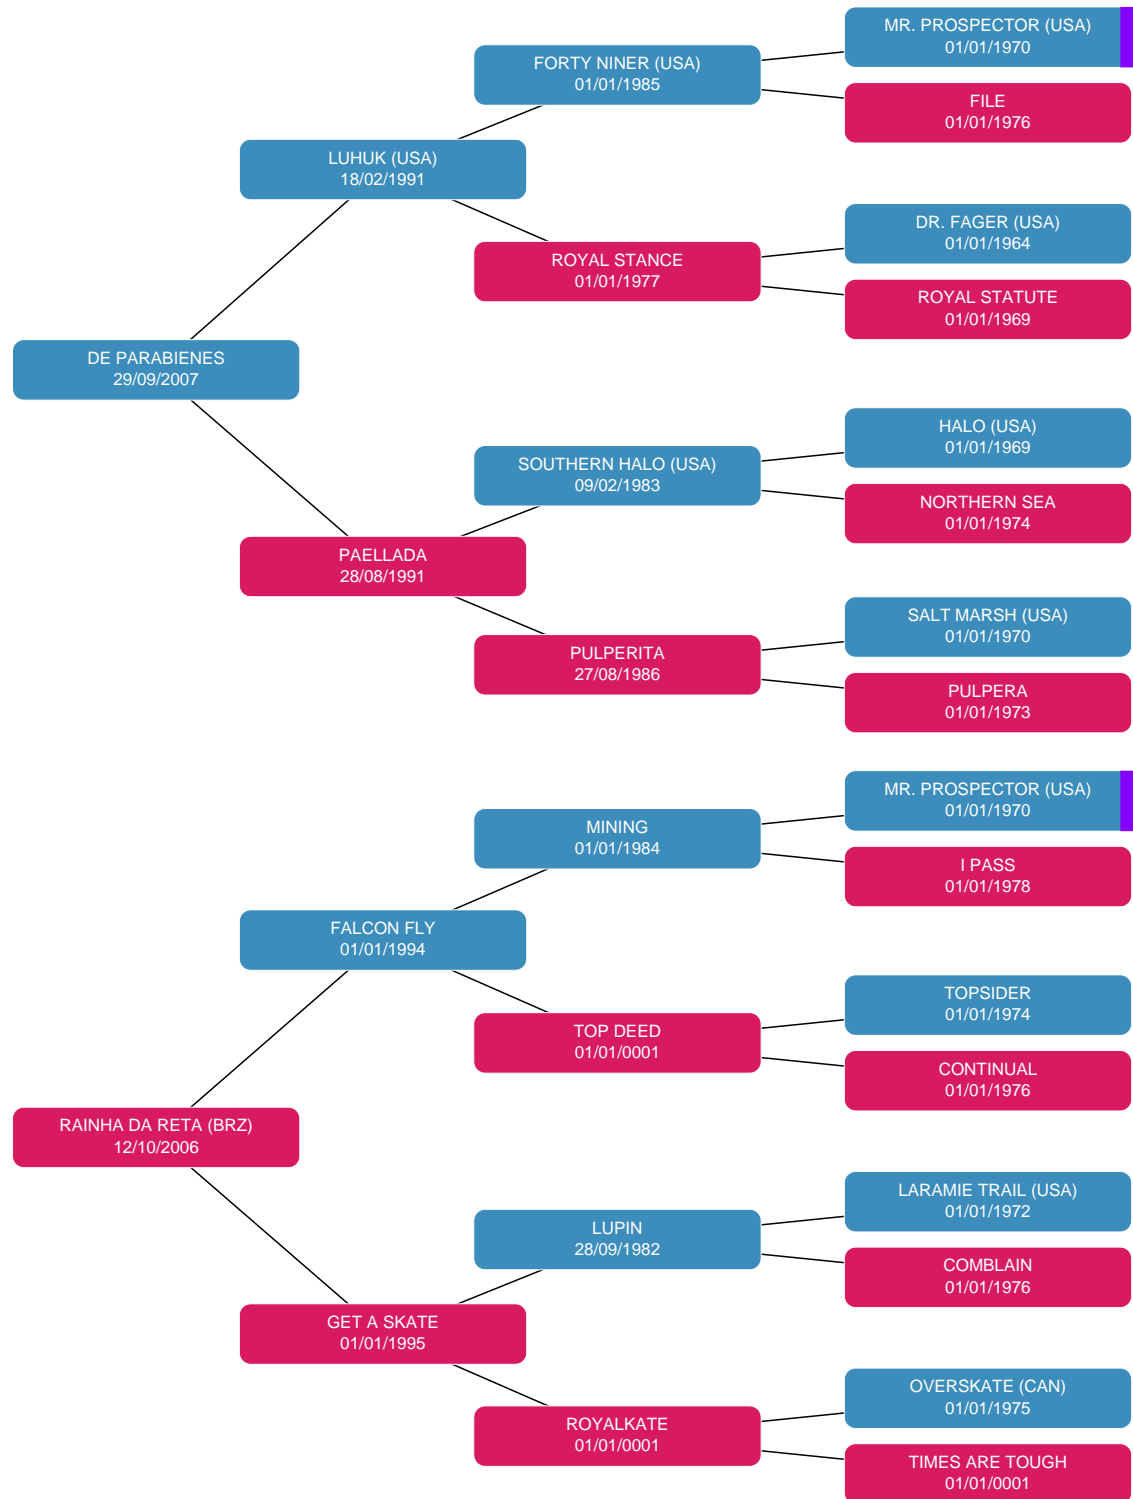 MR. PROSPECTOR (USA)
01/01/1970
FORTY NINER (USA)
01/01/1985
FILE
01/01/1976
LUHUK (USA)
18/02/1991
DR. FAGER (USA)
01/01/1964
ROYAL STANCE
01/01/1977
ROYAL STATUTE
01/01/1969
DE PARABIENES
29/09/2007
HALO (USA)
01/01/1969
SOUTHERN HALO (USA)
09/02/1983
NORTHERN SEA
01/01/1974
PAELLADA
28/08/1991
SALT MARSH (USA)
01/01/1970
PULPERITA
27/08/1986
PULPERA
01/01/1973
MR. PROSPECTOR (USA)
01/01/1970
MINING
01/01/1984
I PASS
01/01/1978
FALCON FLY
01/01/1994
TOPSIDER
01/01/1974
TOP DEED
01/01/0001
CONTINUAL
01/01/1976
RAINHA DA RETA (BRZ)
12/10/2006
LARAMIE TRAIL (USA)
01/01/1972
LUPIN
28/09/1982
COMBLAIN
01/01/1976
GET A SKATE
01/01/1995
OVERSKATE (CAN)
01/01/1975
ROYALKATE
01/01/0001
TIMES ARE TOUGH
01/01/0001